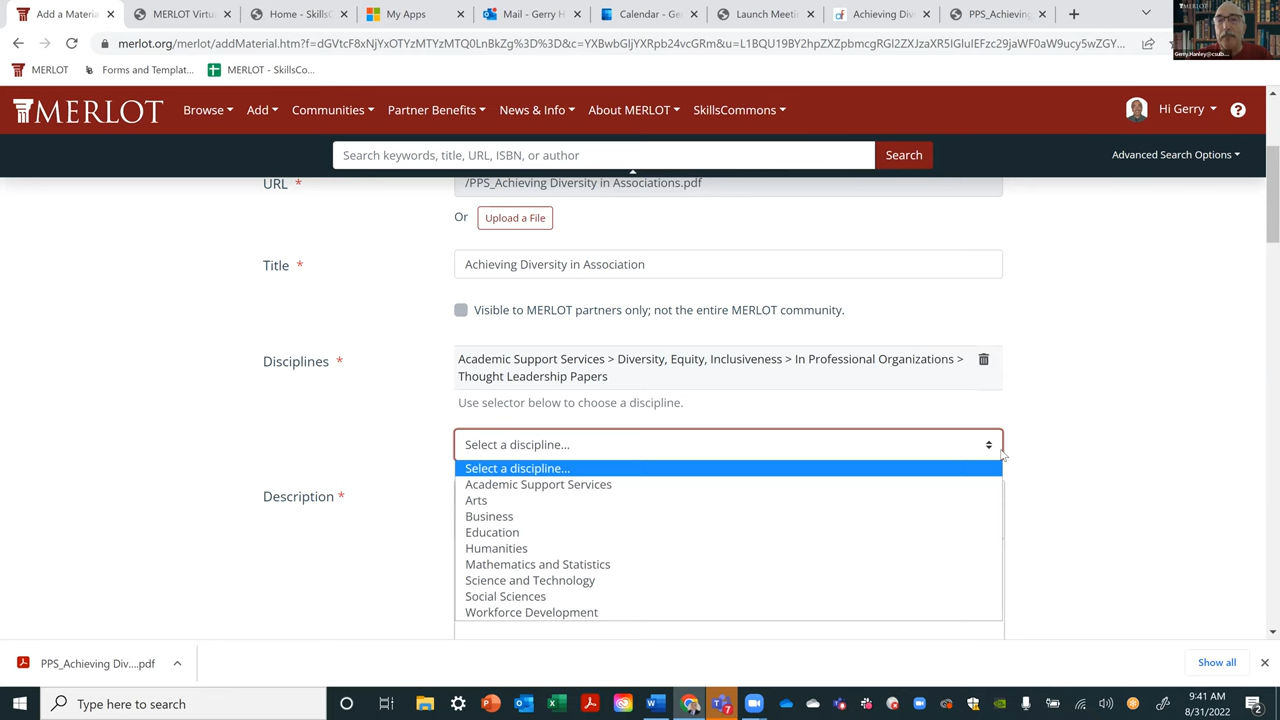 Add a Materia
MERLOT Virtu
Home - SkillsC
My Apps
Mail - Gerry H
Calendar - Ge
Launch Meeti
Achieving Div
PPS_Achieving
MERLOT
Gerry.Hanley@csulb....
merlot.org/merlot/addMaterial.htm?f=dGVtcF8xNjYxOTYzMTYzMTQ0LnBkZg%3D%3D&c=YXBwbGljYXRpb24vcGRm&u=L1BQU19BY2hpZXZpbmcgRGl2ZXJzaXR5IGluIEFzc29jaWF0aW9ucy5wZGY...
MERLOT
Forms and Templat...
MERLOT - SkillsCo...
MERLOT
Browse
Add
Communities
Partner Benefits
News & Info
About MERLOT
SkillsCommons
Hi Gerry
?
Search keywords, title, URL, ISBN, or author
Search
Advanced Search Options
URL *
/PPS_Achieving Diversity in Associations.pdf
Or
Upload a File
Title *
Achieving Diversity in Association
Visible to MERLOT partners only; not the entire MERLOT community.
Disciplines *
Academic Support Services > Diversity, Equity, Inclusiveness > In Professional Organizations >
Thought Leadership Papers
Use selector below to choose a discipline.
Select a discipline...
Select a discipline...
Academic Support Services
Arts
Business
Education
Humanities
Mathematics and Statistics
Science and Technology
Social Sciences
Workforce Development
Description *
PPS_Achieving Div....pdf
Show all
Type here to search
9:41 AM
8/31/2022
2